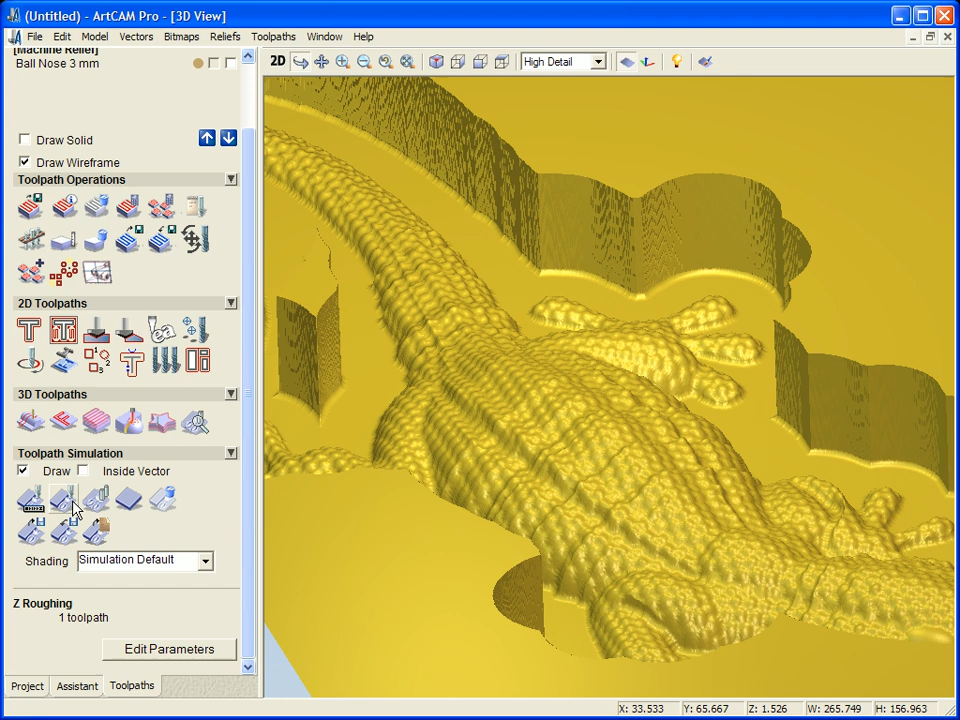 (Untitled) - ArtCAM Pro - [3D View]
File Edit Model Vectors Bitmaps Reliefs Toolpaths Window Help
[Machine Relief]
Ball Nose 3 mm
2D
High Detail
Draw Solid
Draw Wireframe
Toolpath Operations
2D Toolpaths
3D Toolpaths
Toolpath Simulation
Draw Inside Vector
Shading Simulation Default
Z Roughing
1 toolpath
Edit Parameters
Project Assistant Toolpaths
X: 33.533 Y: 65.667 Z: 1.526 W: 265.749 H: 156.963